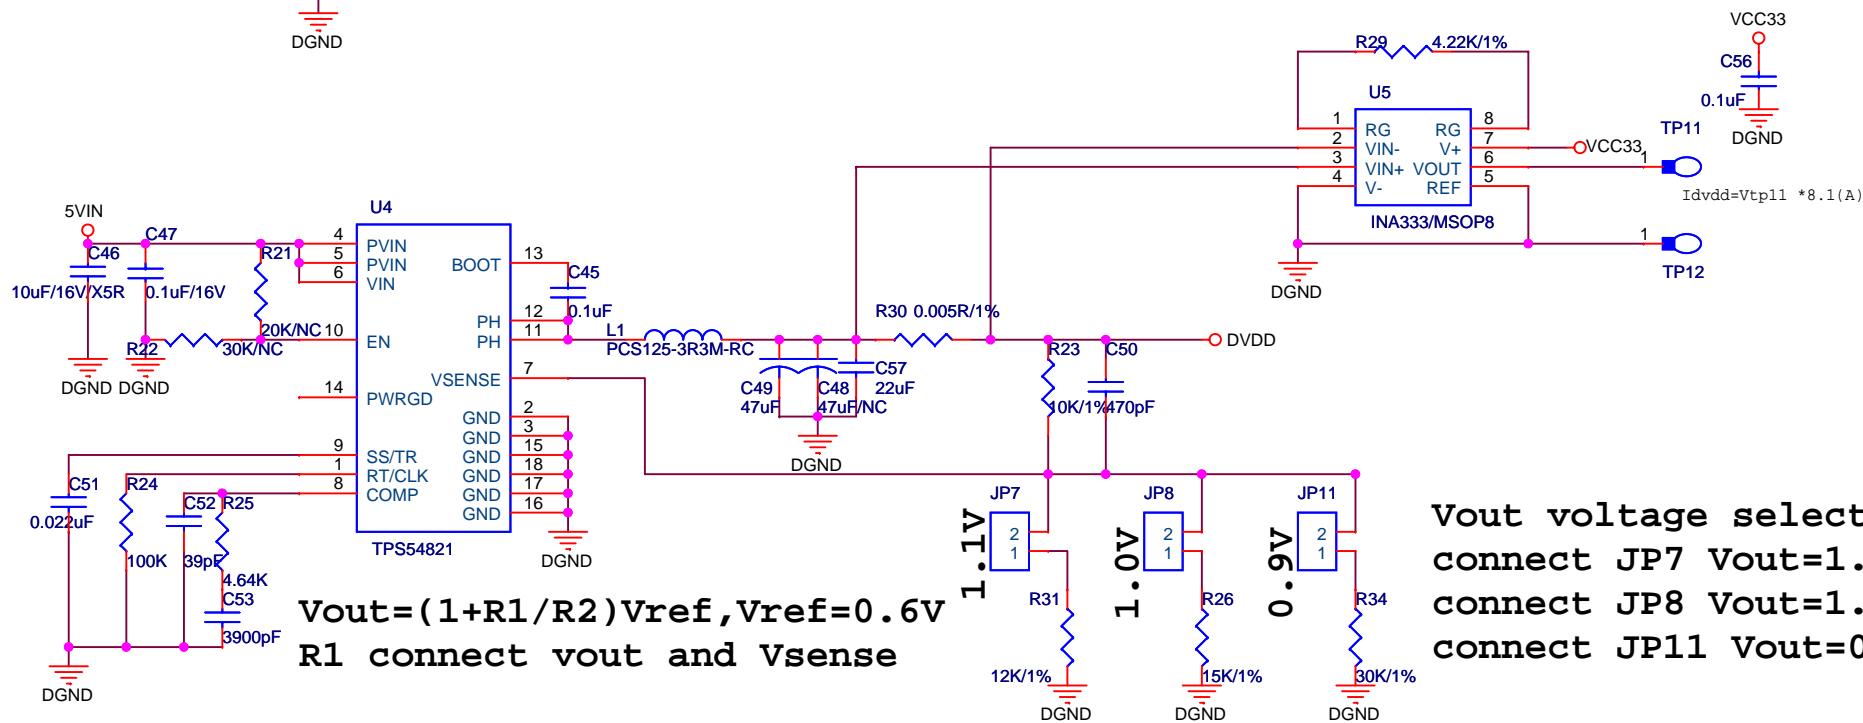 DGND
VCC33
C56
0.1uF
DGND
R29 4.22K/1%
U5
1 RG RG 8
2 VIN- V+ 7
3 VIN+ VOUT 6
4 V- REF 5
INA333/MSOP8
VCC33
TP11
1
Idvdd=Vtp11 *8.1(A)
1
TP12
DGND
5VIN
C46
10uF/16V/X5R
C47
0.1uF/16V
R21
20K/NC
R22
30K/NC
DGND DGND
U4
4 PVIN
5 PVIN
6 VIN
10 EN
14 PWRGD
9 SS/TR
1 RT/CLK
8 COMP
BOOT 13
PH 12
PH 11
VSENSE 7
GND 2
GND 3
GND 15
GND 18
GND 17
GND 16
TPS54821
DGND
C45
0.1uF
L1
PCS125-3R3M-RC
R30 0.005R/1%
DVDD
C49
47uF
C48
47uF/NC
C57
22uF
DGND
R23
10K/1%
C50
470pF
C51
0.022uF
R24
100K
C52
39pF
R25
4.64K
C53
3900pF
DGND
Vout=(1+R1/R2)Vref,Vref=0.6V
R1 connect vout and Vsense
JP7
2
1
1.1V
R31
12K/1%
DGND
JP8
2
1
1.0V
R26
15K/1%
DGND
JP11
2
1
0.9V
R34
30K/1%
DGND
Vout voltage select
connect JP7 Vout=1.
connect JP8 Vout=1.
connect JP11 Vout=0